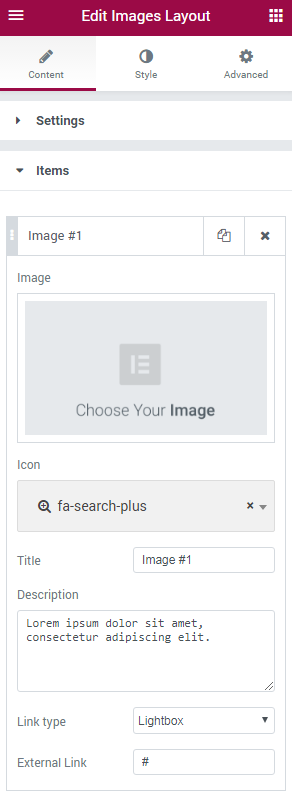 Edit Images Layout
Content Style Advanced
Settings
Items
Image #1
Image
Choose Your Image
Icon
fa-search-plus
Title Image #1
Description
Lorem ipsum dolor sit amet,
consectetur adipiscing elit.
Link type Lightbox
External Link #